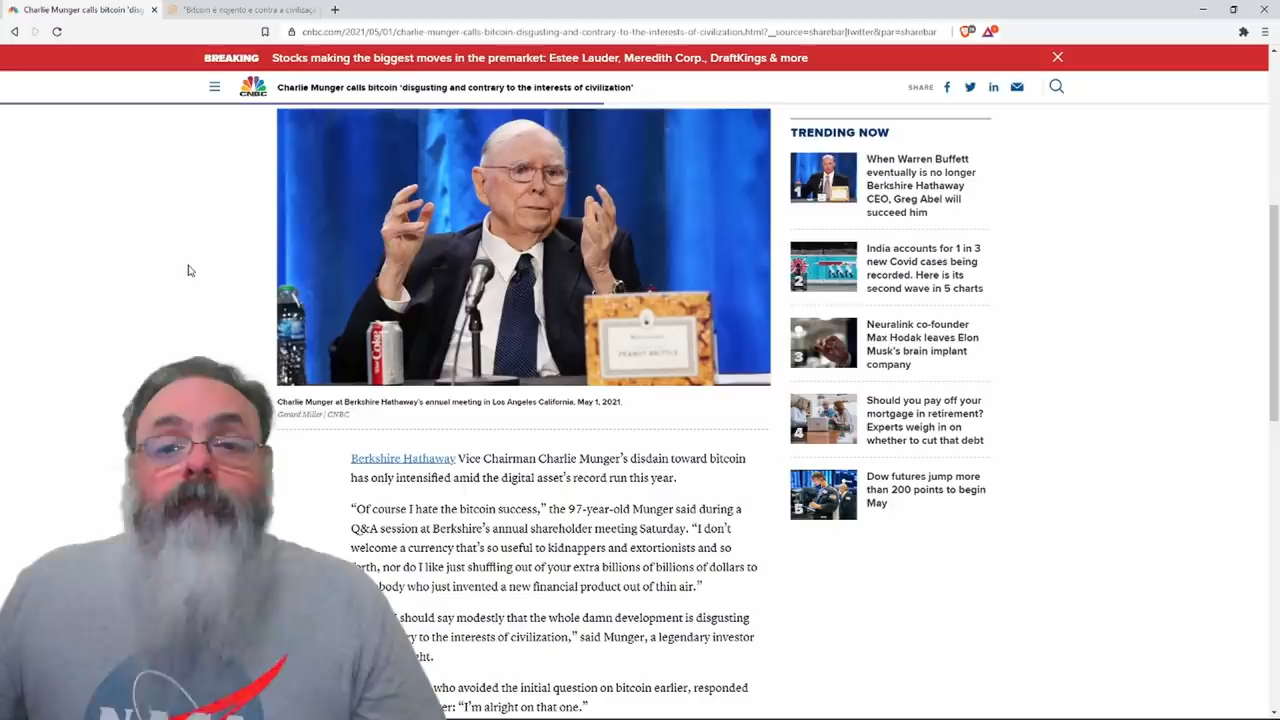 Charlie Munger calls bitcoin 'disg
"Bitcoin é nojento e contra a civilizaç
cnbc.com/2021/05/01/charlie-munger-calls-bitcoin-disgusting-and-contrary-to-the-interests-of-civilization.html?__source=sharebar|twitter&par=sharebar
BREAKING Stocks making the biggest moves in the premarket: Estee Lauder, Meredith Corp., DraftKings & more
CNBC
Charlie Munger calls bitcoin 'disgusting and contrary to the interests of civilization'
SHARE
Coke
Charlie Munger at Berkshire Hathaway's annual meeting in Los Angeles California, May 1, 2021.
Gerard Miller | CNBC
Berkshire Hathaway Vice Chairman Charlie Munger's disdain toward bitcoin
has only intensified amid the digital asset's record run this year.
"Of course I hate the bitcoin success," the 97-year-old Munger said during a
Q&A session at Berkshire's annual shareholder meeting Saturday. "I don't
welcome a currency that's so useful to kidnappers and extortionists and so
rth, nor do I like just shuffling out of your extra billions of billions of dollars to
body who just invented a new financial product out of thin air."
I should say modestly that the whole damn development is disgusting
ry to the interests of civilization," said Munger, a legendary investor
ht.
who avoided the initial question on bitcoin earlier, responded
er: "I'm alright on that one."
TRENDING NOW
1
When Warren Buffett
eventually is no longer
Berkshire Hathaway
CEO, Greg Abel will
succeed him
2
India accounts for 1 in 3
new Covid cases being
recorded. Here is its
second wave in 5 charts
3
Neuralink co-founder
Max Hodak leaves Elon
Musk's brain implant
company
4
Should you pay off your
mortgage in retirement?
Experts weigh in on
whether to cut that debt
5
Dow futures jump more
than 200 points to begin
May